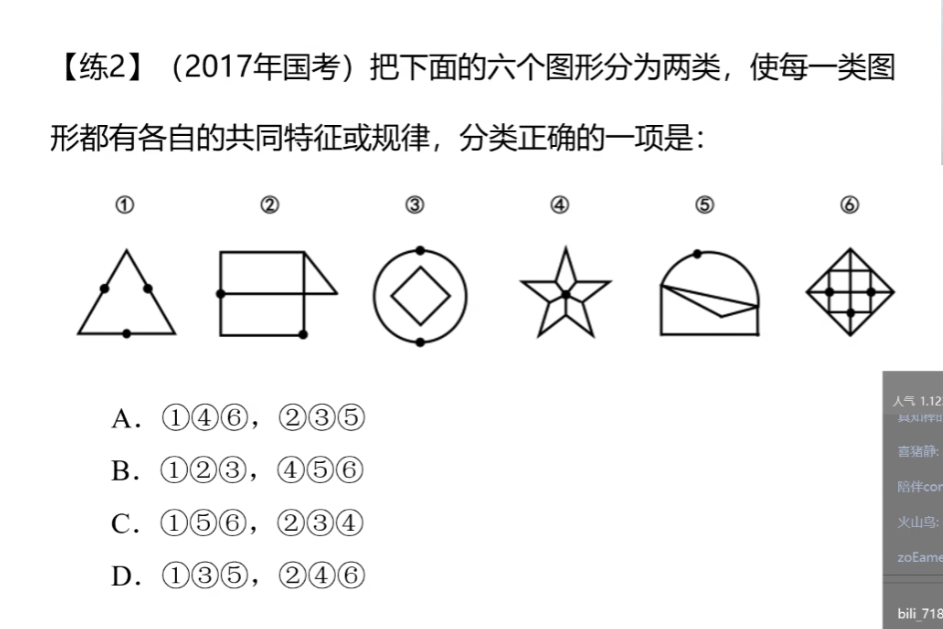 【练2】（2017年国考）把下面的六个图形分为两类，使每一类图
形都有各自的共同特征或规律，分类正确的一项是：
① ② ③ ④ ⑤ ⑥
A. ①④⑥，②③⑤
B. ①②③，④⑤⑥
C. ①⑤⑥，②③④
D. ①③⑤，②④⑥
人气 1.12
喜猪静:
陪伴cor
火山鸟:
zoEame
bili_718